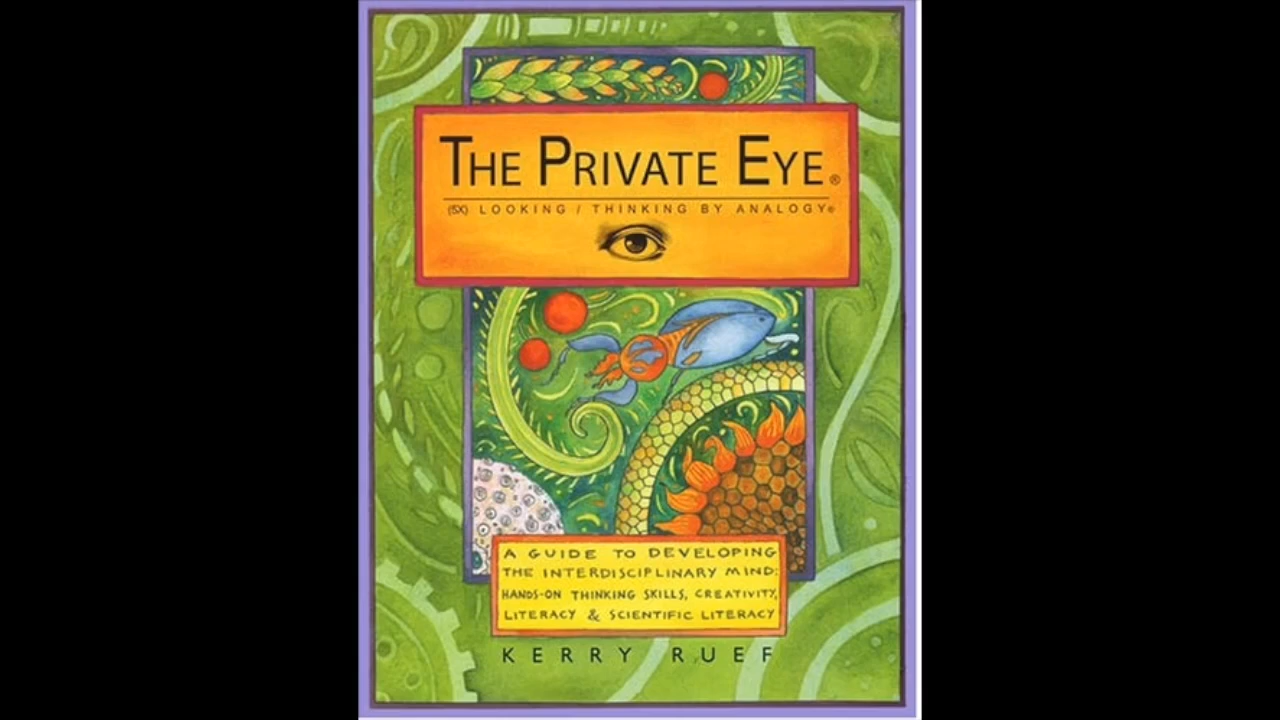 THE PRIVATE EYE®
(5X) LOOKING / THINKING BY ANALOGY®
A GUIDE TO DEVELOPING
THE INTERDISCIPLINARY MIND:
HANDS-ON THINKING SKILLS, CREATIVITY,
LITERACY & SCIENTIFIC LITERACY
KERRY RUEF